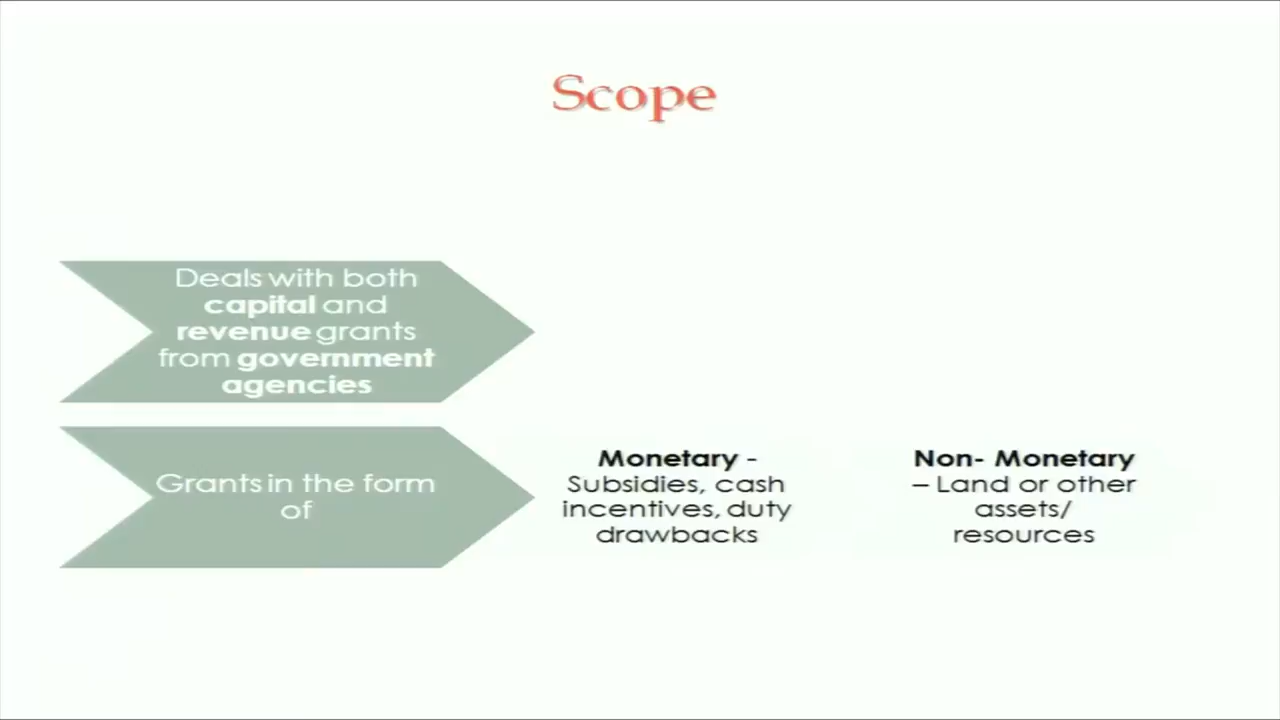 Scope
Deals with both
capital and
revenue grants
from government
agencies
Grants in the form
of
Monetary -
Subsidies, cash
incentives, duty
drawbacks
Non- Monetary
– Land or other
assets/
resources